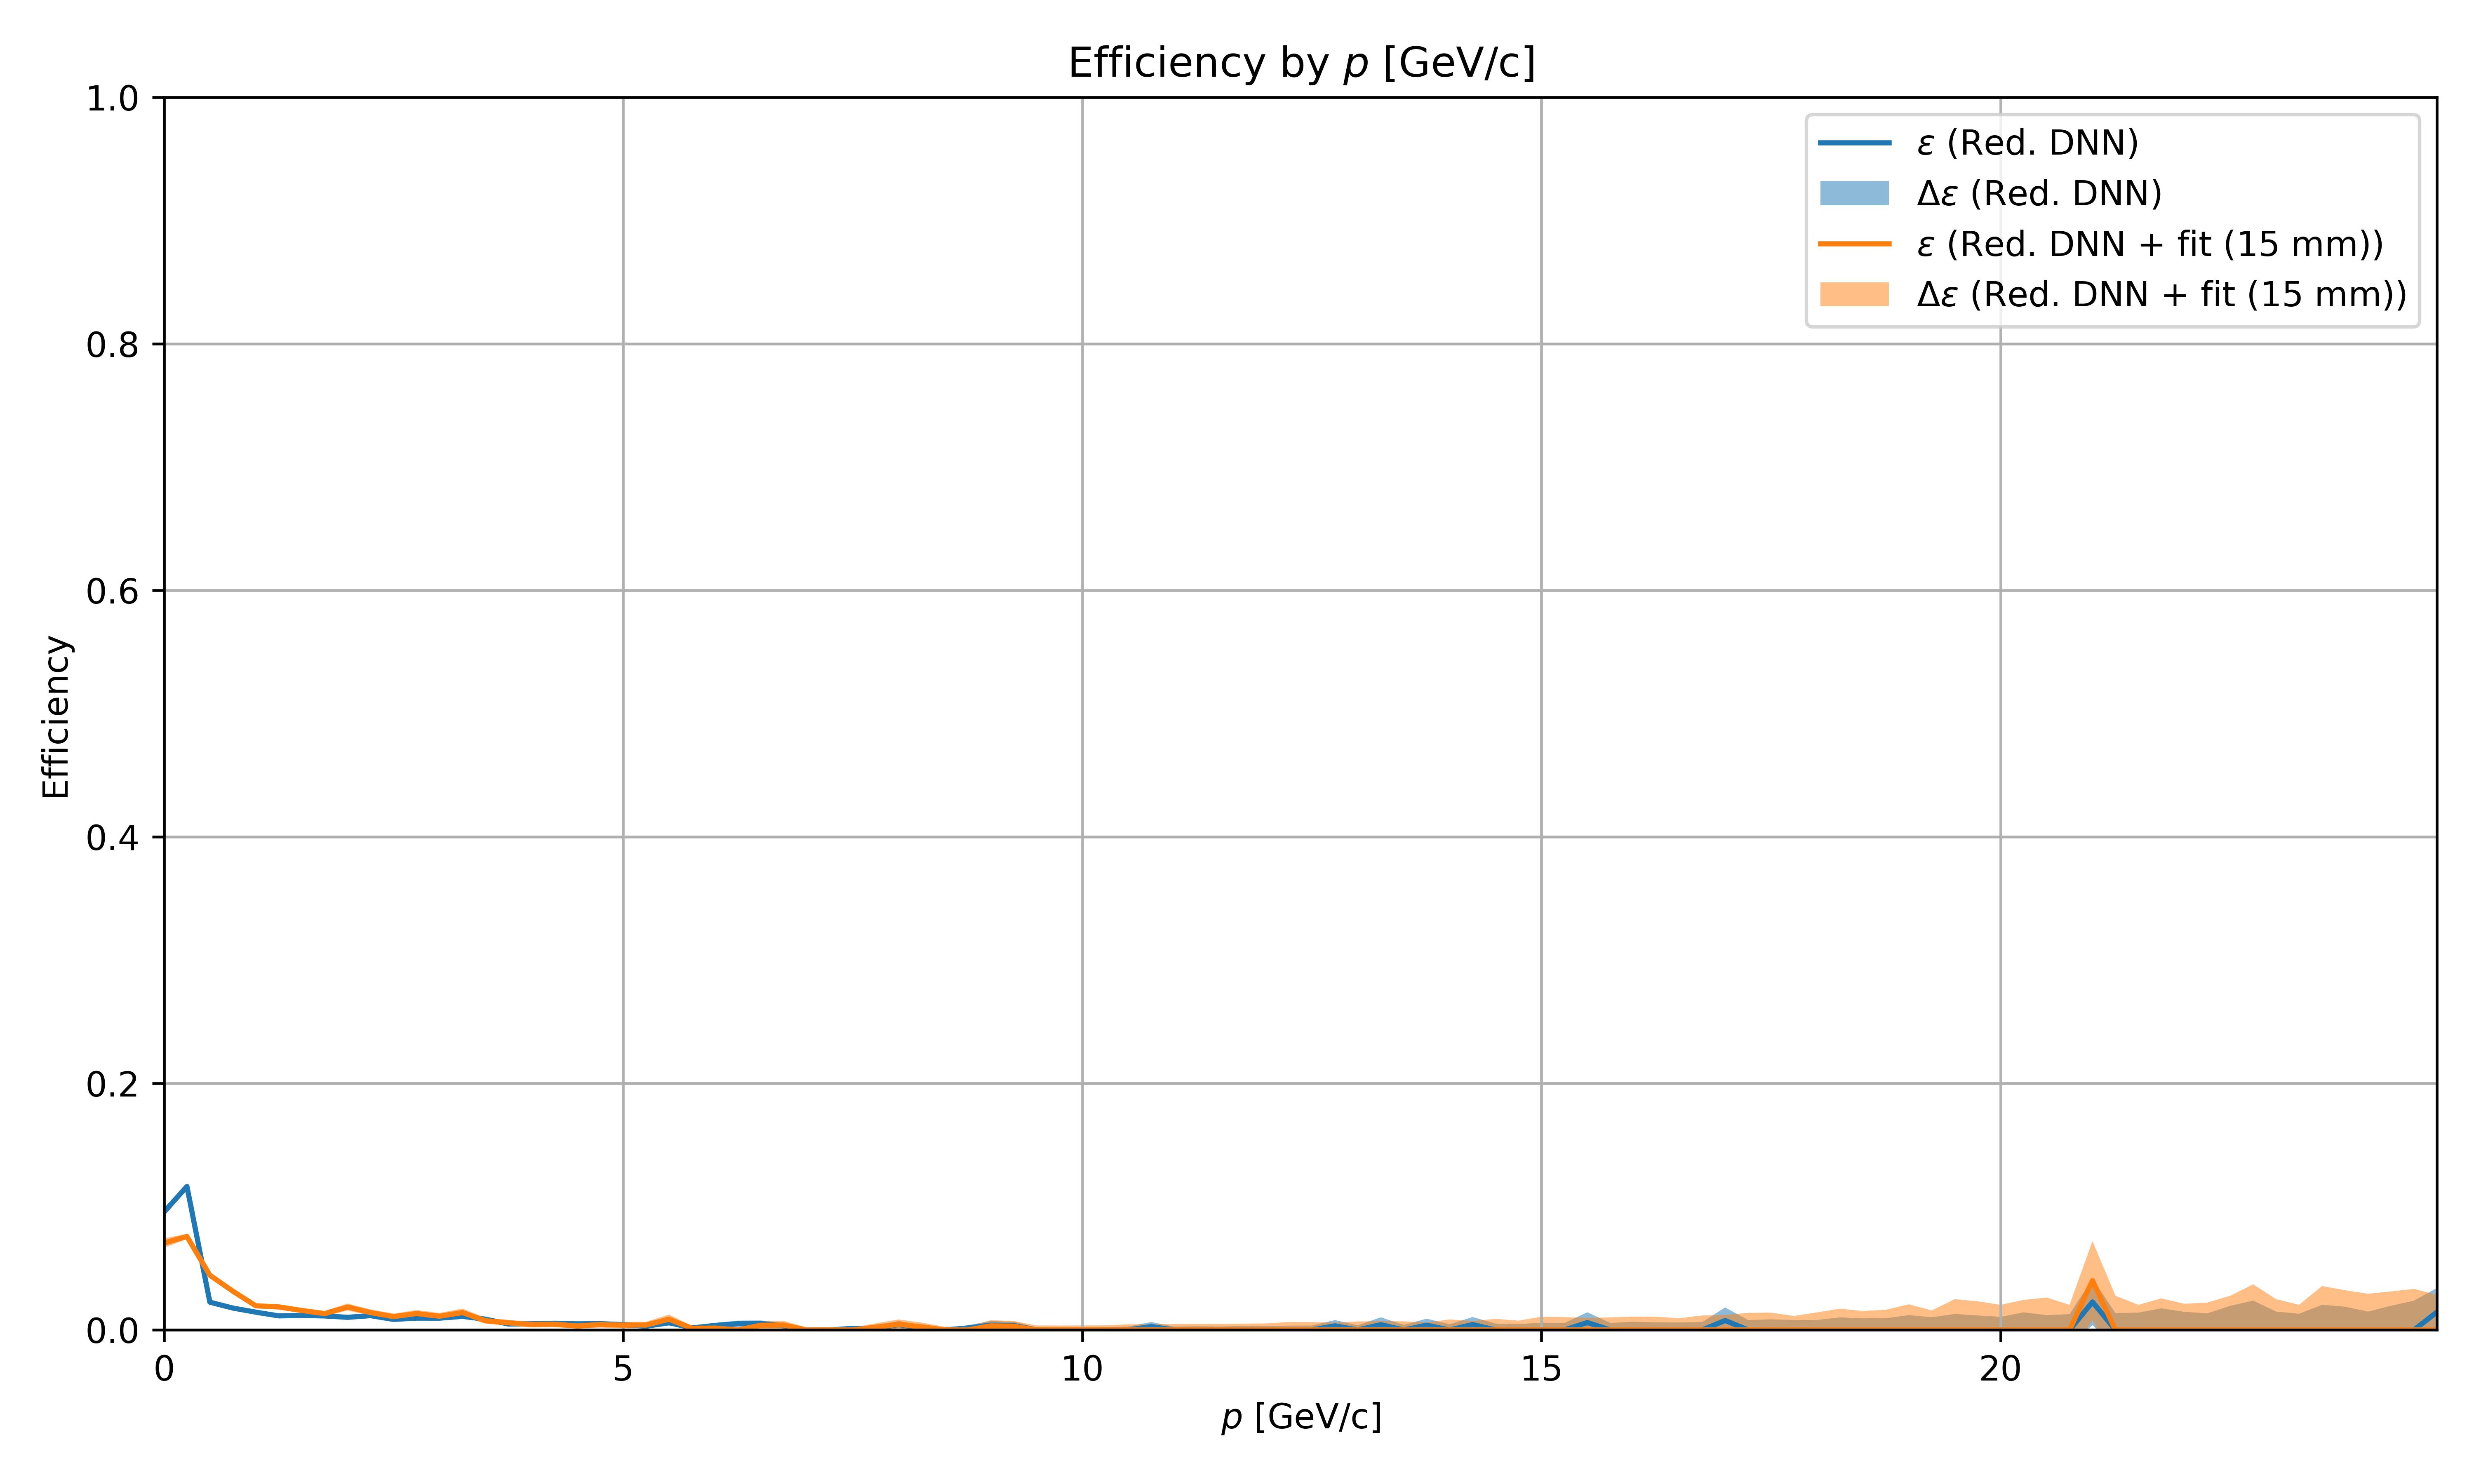 Efficiency by p [GeV/c]
1.0
0.8
0.6
0.4
0.2
0.0
Efficiency
ε (Red. DNN)
Δε (Red. DNN)
ε (Red. DNN + fit (15 mm))
Δε (Red. DNN + fit (15 mm))
0 5 10 15 20
p [GeV/c]